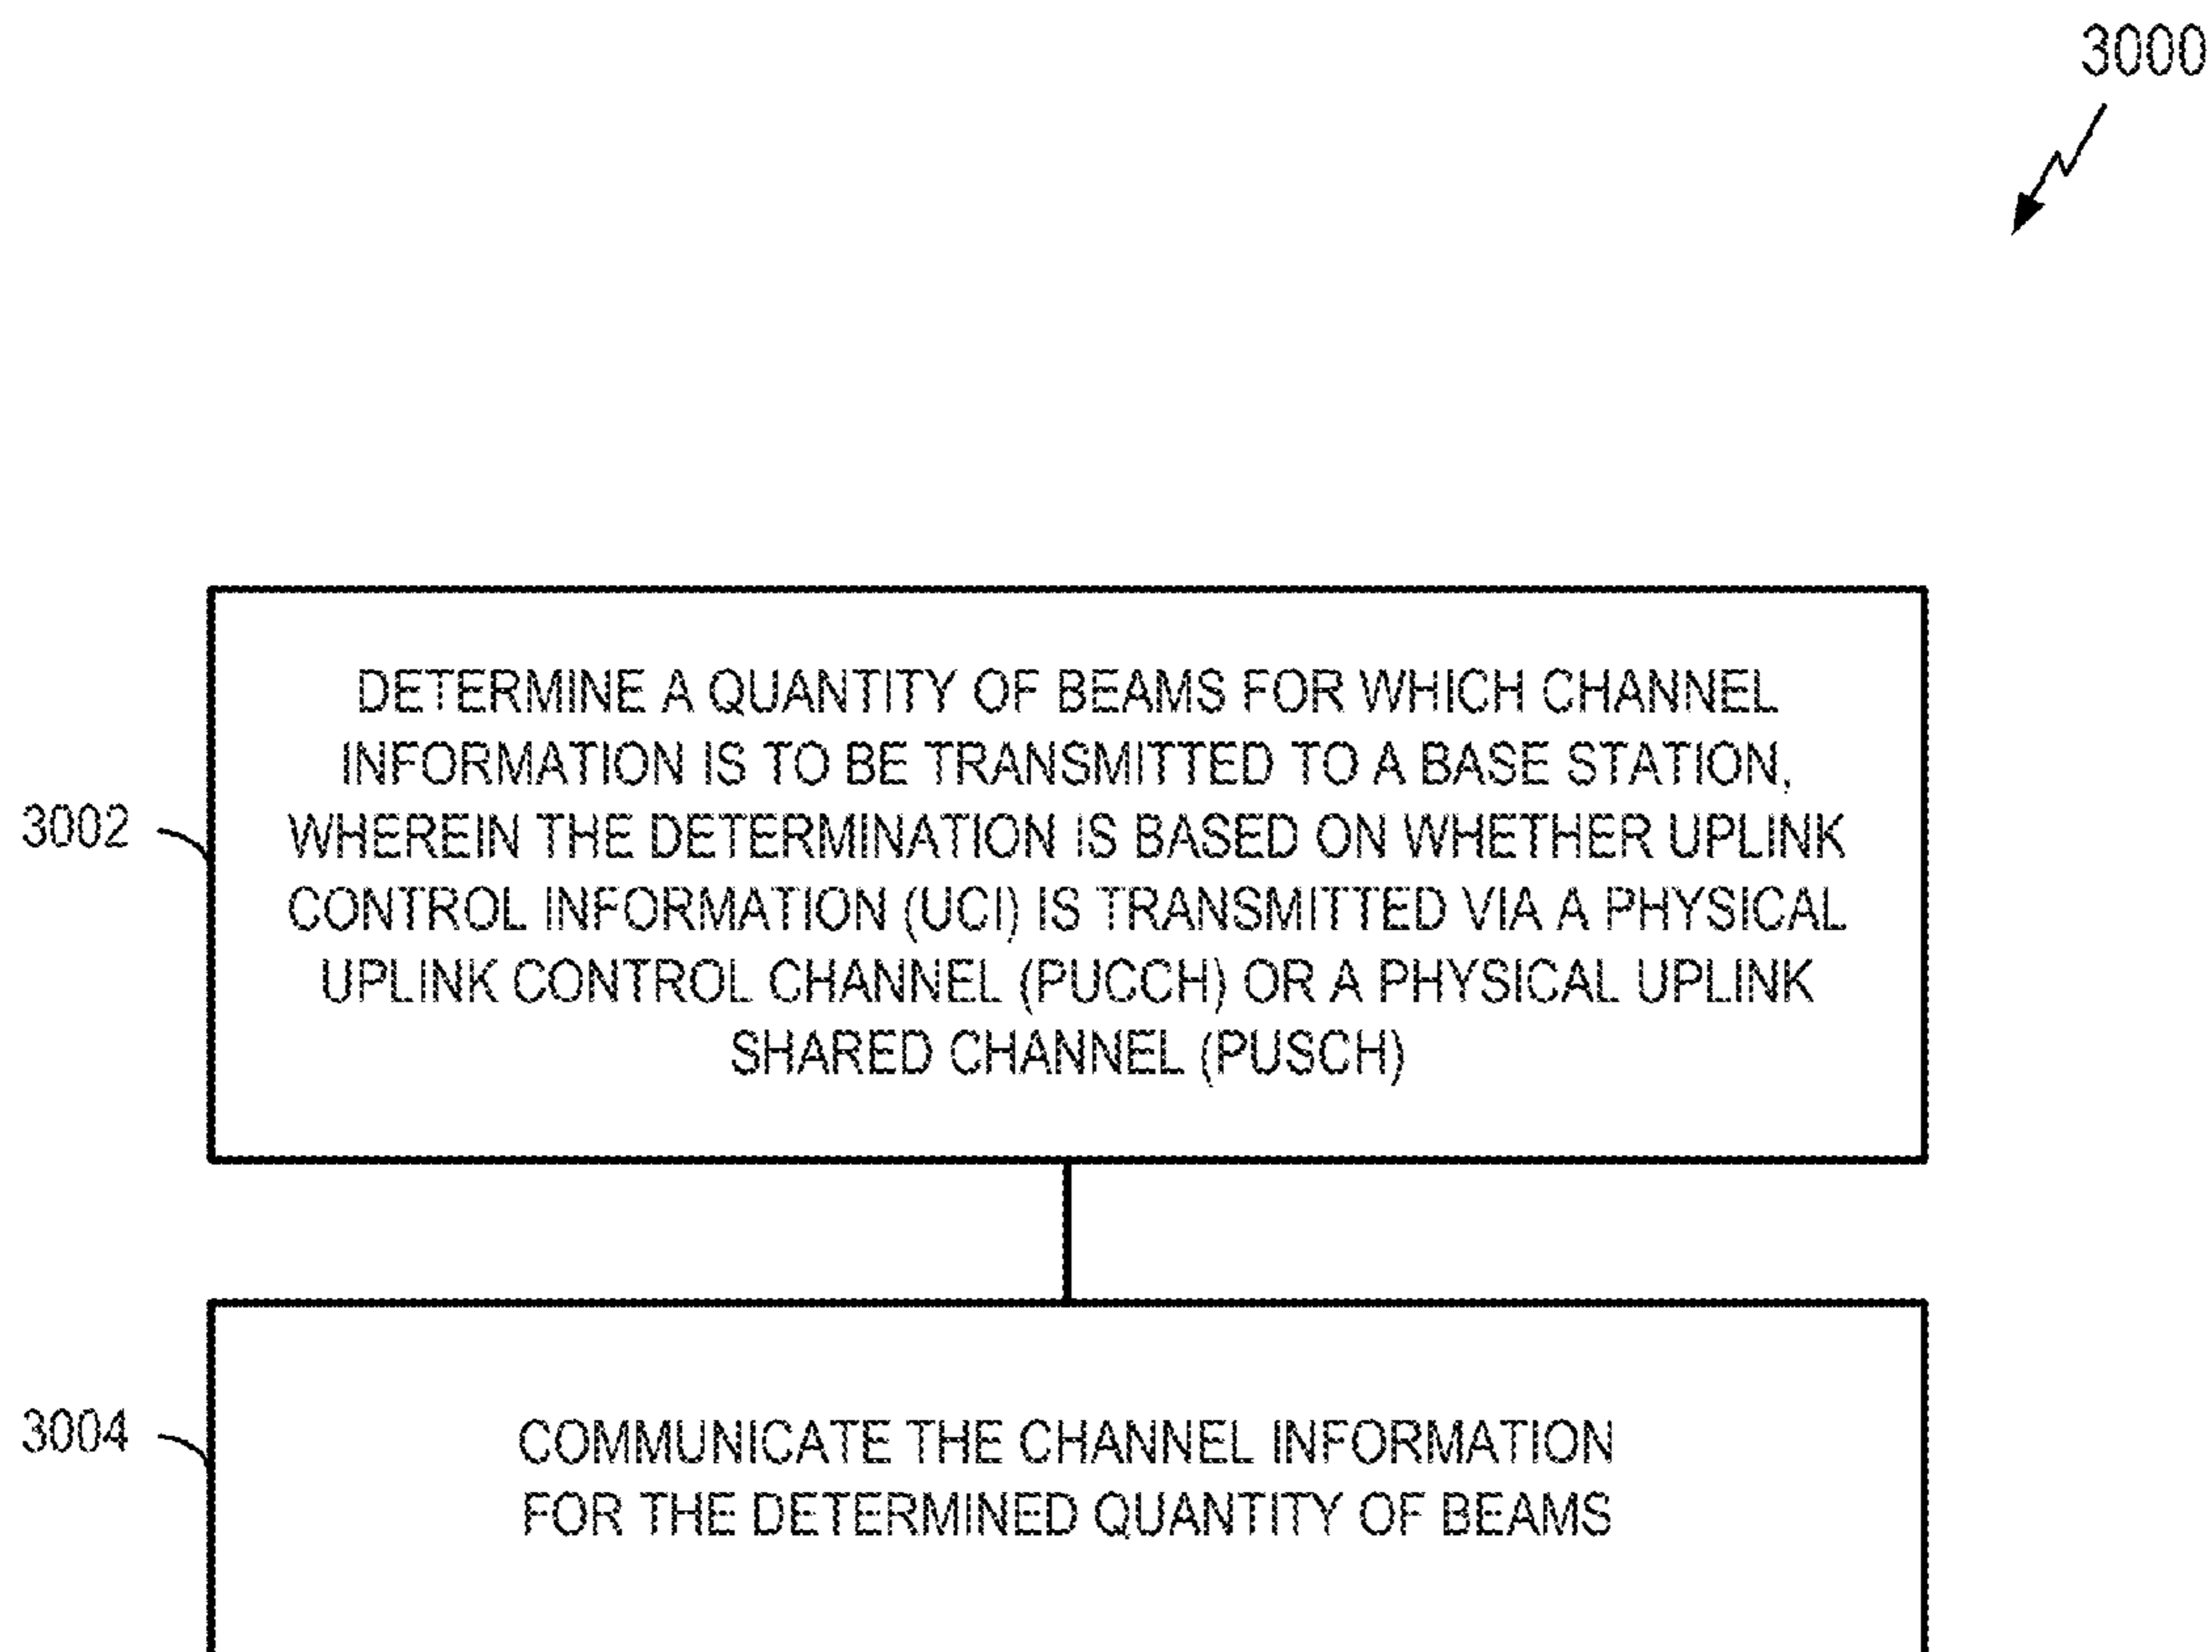 3000
DETERMINE A QUANTITY OF BEAMS FOR WHICH CHANNEL
INFORMATION IS TO BE TRANSMITTED TO A BASE STATION,
WHEREIN THE DETERMINATION IS BASED ON WHETHER UPLINK
3002
CONTROL INFORMATION (UCI) IS TRANSMITTED VIA A PHYSICAL
UPLINK CONTROL CHANNEL (PUCCH) OR A PHYSICAL UPLINK
SHARED CHANNEL (PUSCH)
3004
COMMUNICATE THE CHANNEL INFORMATION
FOR THE DETERMINED QUANTITY OF BEAMS